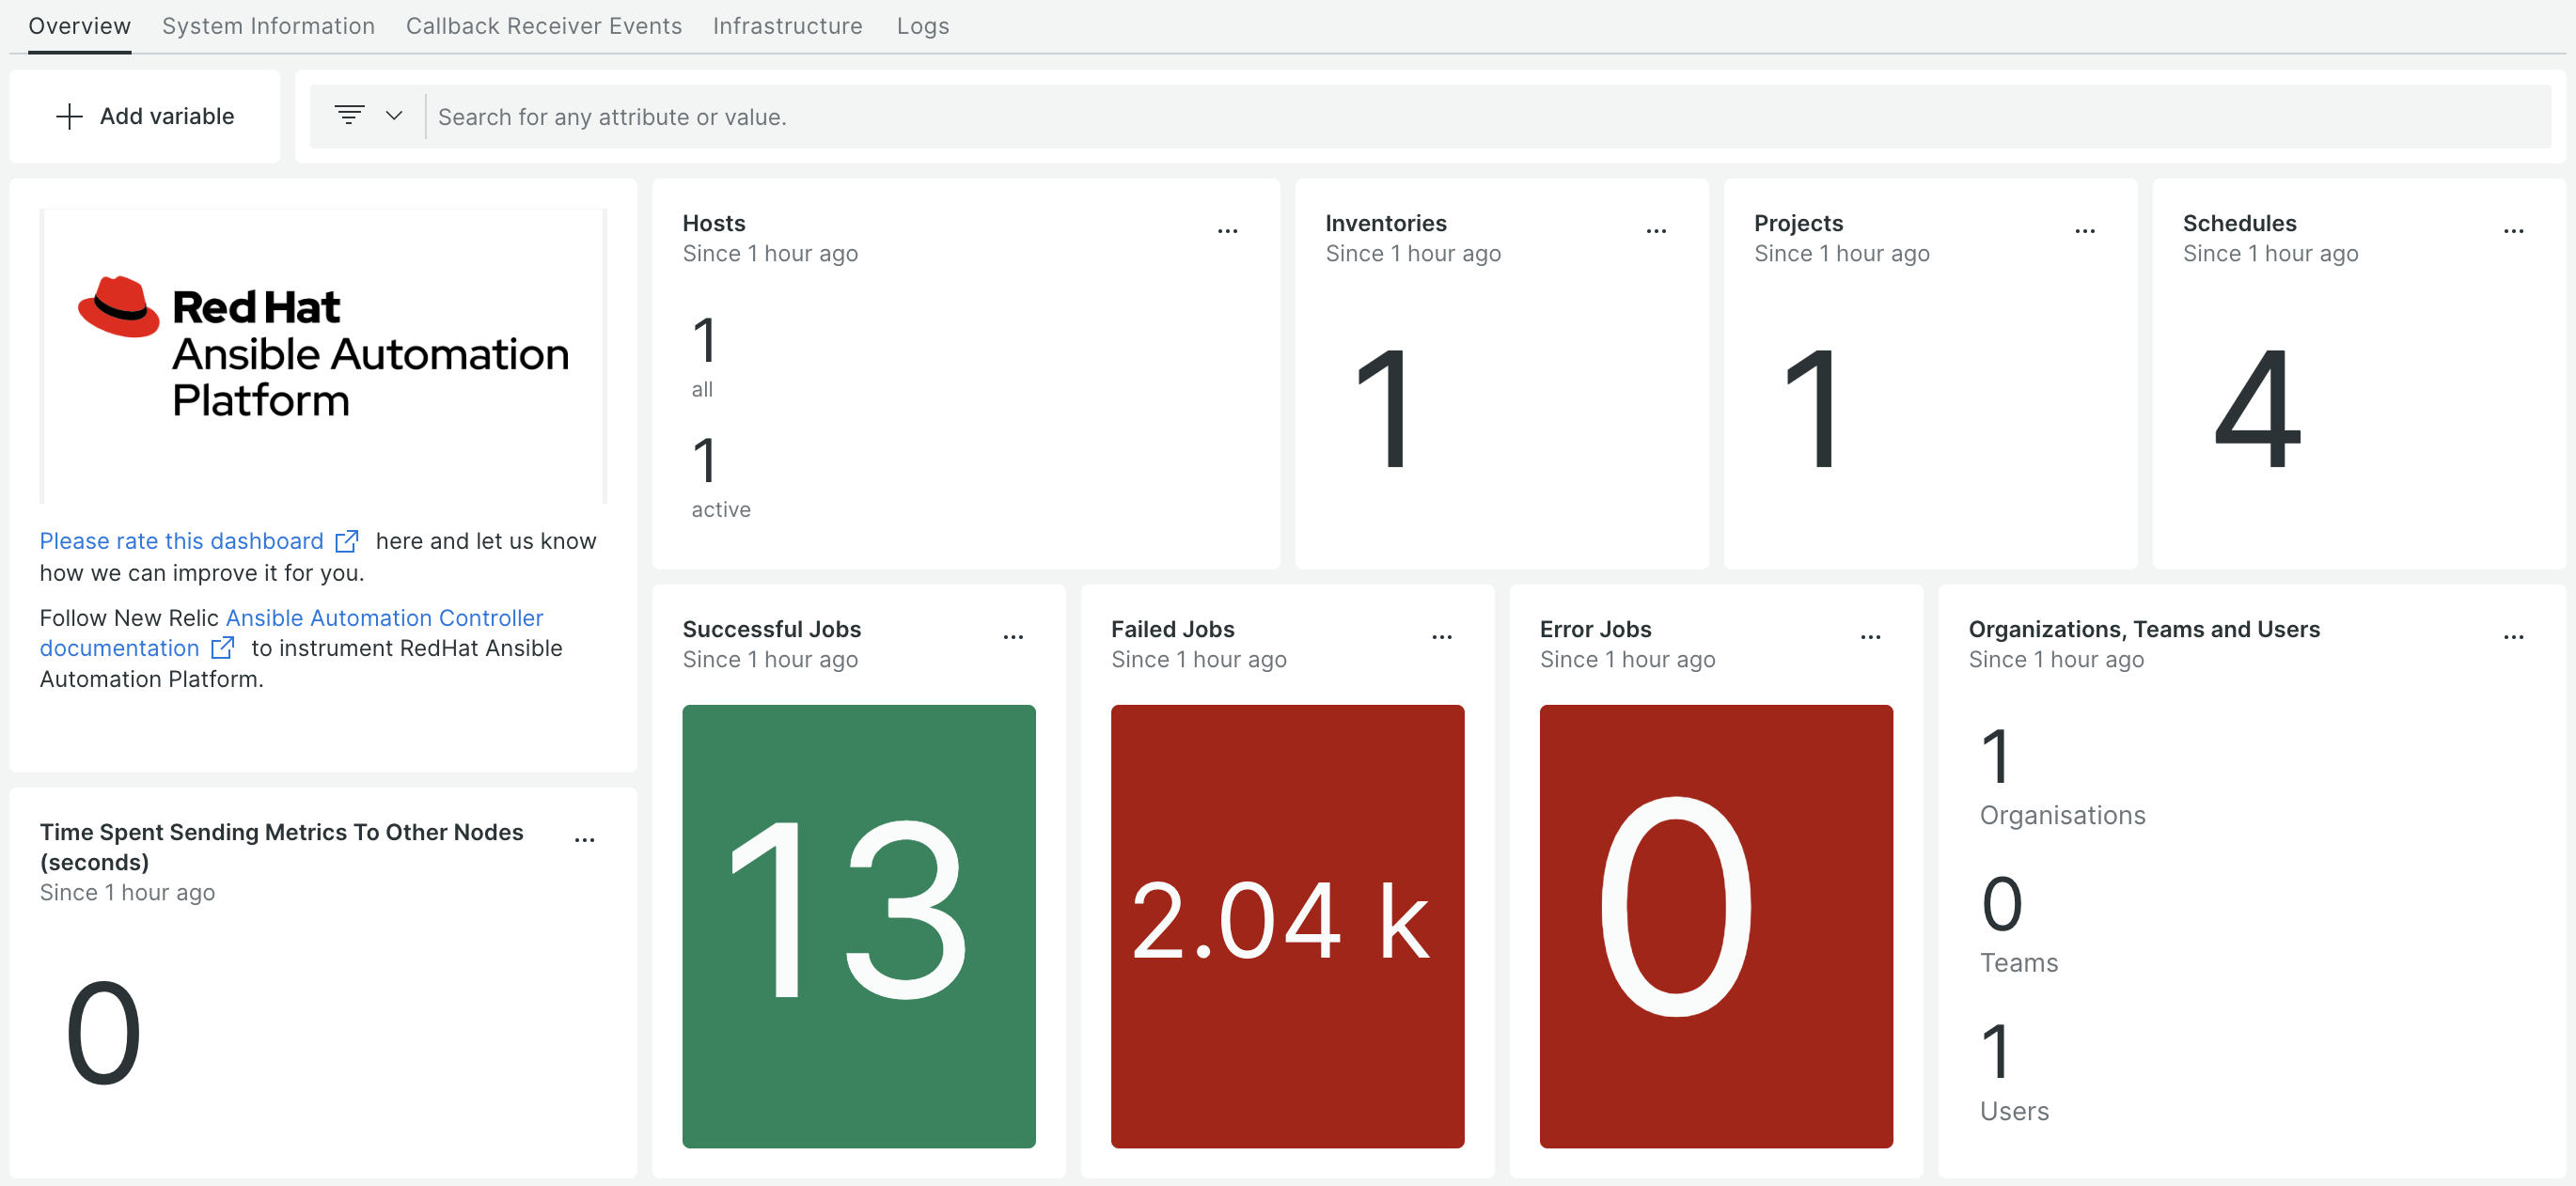 Overview System Information Callback Receiver Events Infrastructure Logs
Add variable
Search for any attribute or value.
Red Hat
Ansible Automation
Platform
Please rate this dashboard here and let us know
how we can improve it for you.
Follow New Relic Ansible Automation Controller
documentation to instrument RedHat Ansible
Automation Platform.
Hosts
Since 1 hour ago
1
all
1
active
Inventories
Since 1 hour ago
1
Projects
Since 1 hour ago
1
Schedules
Since 1 hour ago
4
Time Spent Sending Metrics To Other Nodes
(seconds)
Since 1 hour ago
0
Successful Jobs
Since 1 hour ago
13
Failed Jobs
Since 1 hour ago
2.04 k
Error Jobs
Since 1 hour ago
0
Organizations, Teams and Users
Since 1 hour ago
1
Organisations
0
Teams
1
Users